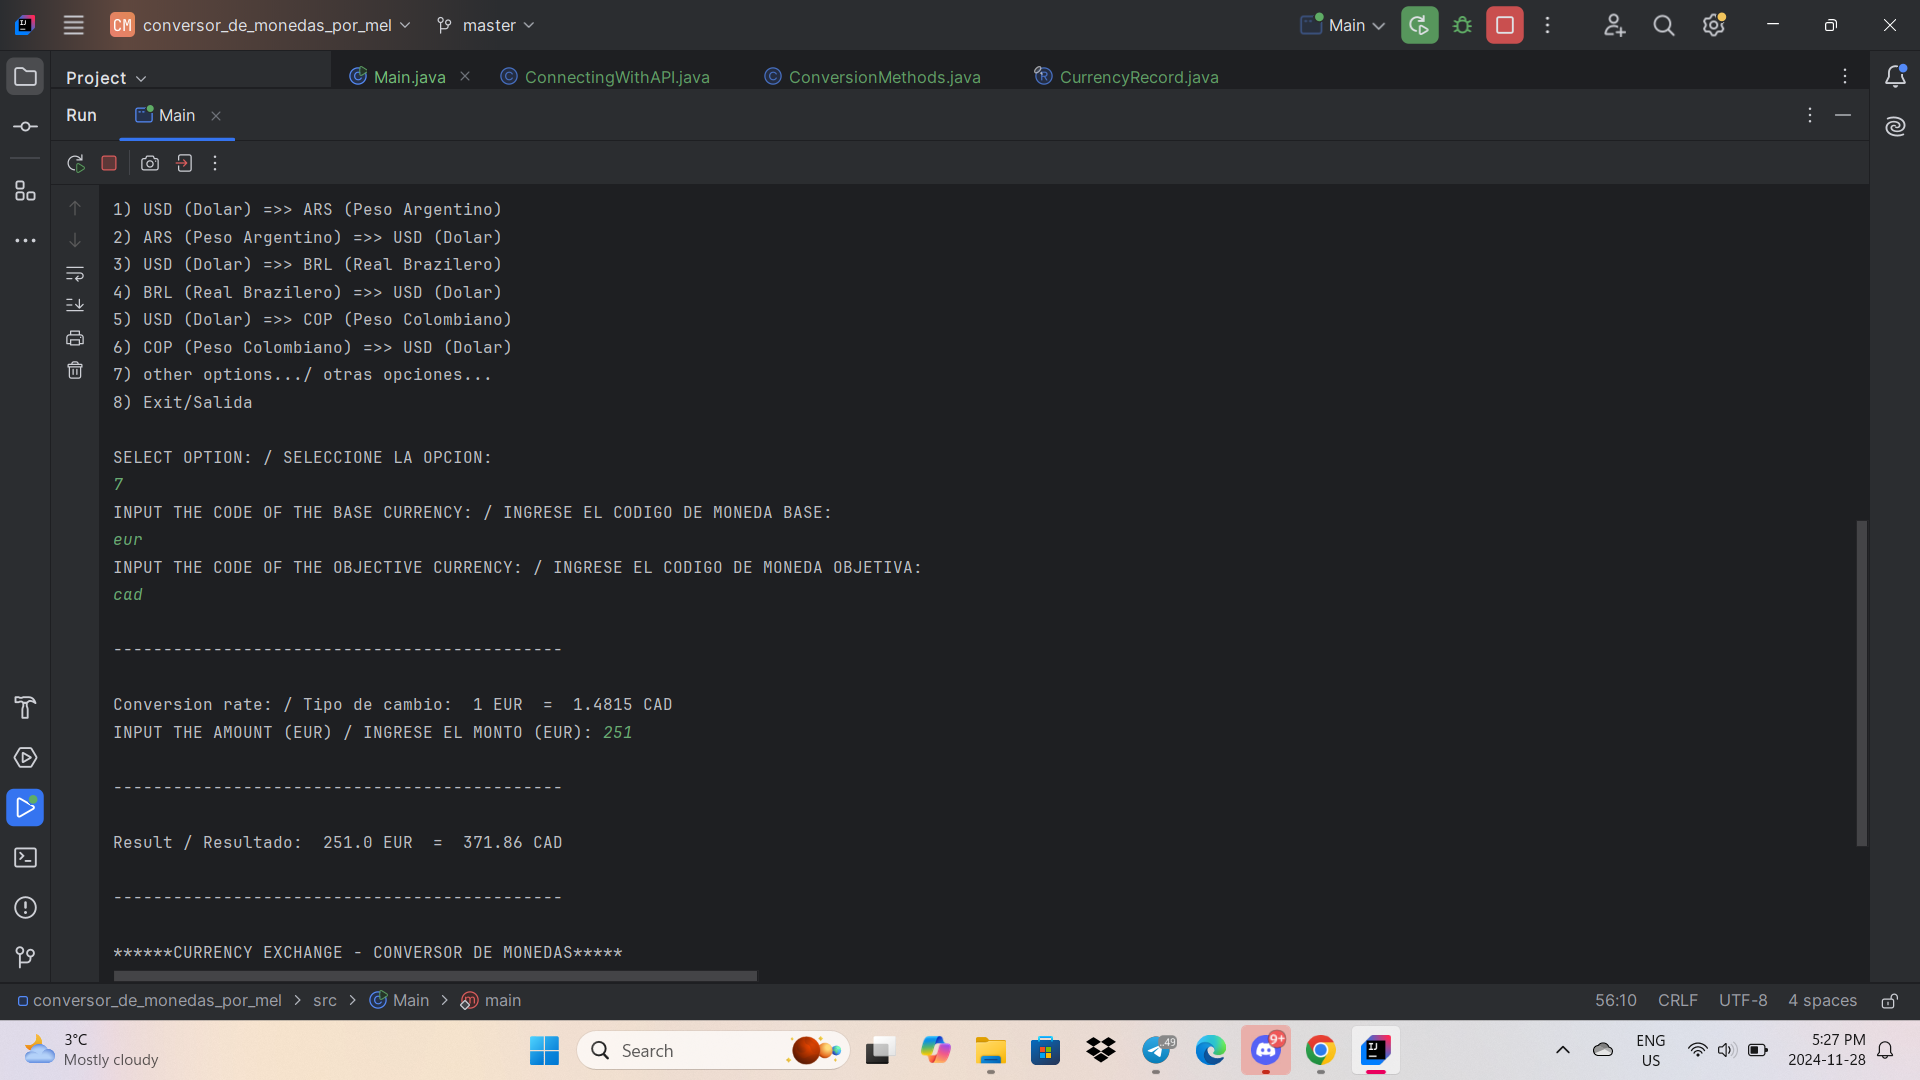 CM conversor_de_monedas_por_mel master Main
Project Main.java ConnectingWithAPI.java ConversionMethods.java CurrencyRecord.java
Run Main
1) USD (Dolar) =>> ARS (Peso Argentino)
2) ARS (Peso Argentino) =>> USD (Dolar)
3) USD (Dolar) =>> BRL (Real Brazilero)
4) BRL (Real Brazilero) =>> USD (Dolar)
5) USD (Dolar) =>> COP (Peso Colombiano)
6) COP (Peso Colombiano) =>> USD (Dolar)
7) other options.../ otras opciones...
8) Exit/Salida
SELECT OPTION: / SELECCIONE LA OPCION:
7
INPUT THE CODE OF THE BASE CURRENCY: / INGRESE EL CODIGO DE MONEDA BASE:
eur
INPUT THE CODE OF THE OBJECTIVE CURRENCY: / INGRESE EL CODIGO DE MONEDA OBJETIVA:
cad
---------------------------------------------
Conversion rate: / Tipo de cambio:  1 EUR  =  1.4815 CAD
INPUT THE AMOUNT (EUR) / INGRESE EL MONTO (EUR): 251
---------------------------------------------
Result / Resultado:  251.0 EUR  =  371.86 CAD
---------------------------------------------
******CURRENCY EXCHANGE - CONVERSOR DE MONEDAS*****
conversor_de_monedas_por_mel > src > Main > main 56:10 CRLF UTF-8 4 spaces
3°C
Mostly cloudy
Search
.49
9+
ENG
US
5:27 PM
2024-11-28